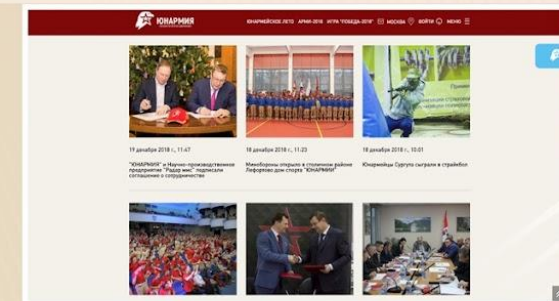 ЮНАРМИЯ
ЮНАРМЕЙСКОЕ ЛЕТО АРМИ-2018 ИГРА "ПОБЕДА-2018" МОСКВА ВОЙТИ МЕНЮ
19 декабря 2018 г., 11:47
"ЮНАРМИЯ" и Научно-производственное
предприятие "Радар ммс" подписали
соглашение о сотрудничестве
18 декабря 2018 г., 11:23
Минобороны открыло в столичном районе
Лефортово дом спорта "ЮНАРМИИ"
18 декабря 2018 г., 10:01
Юнармейцы Сургута сыграли в страйкбол